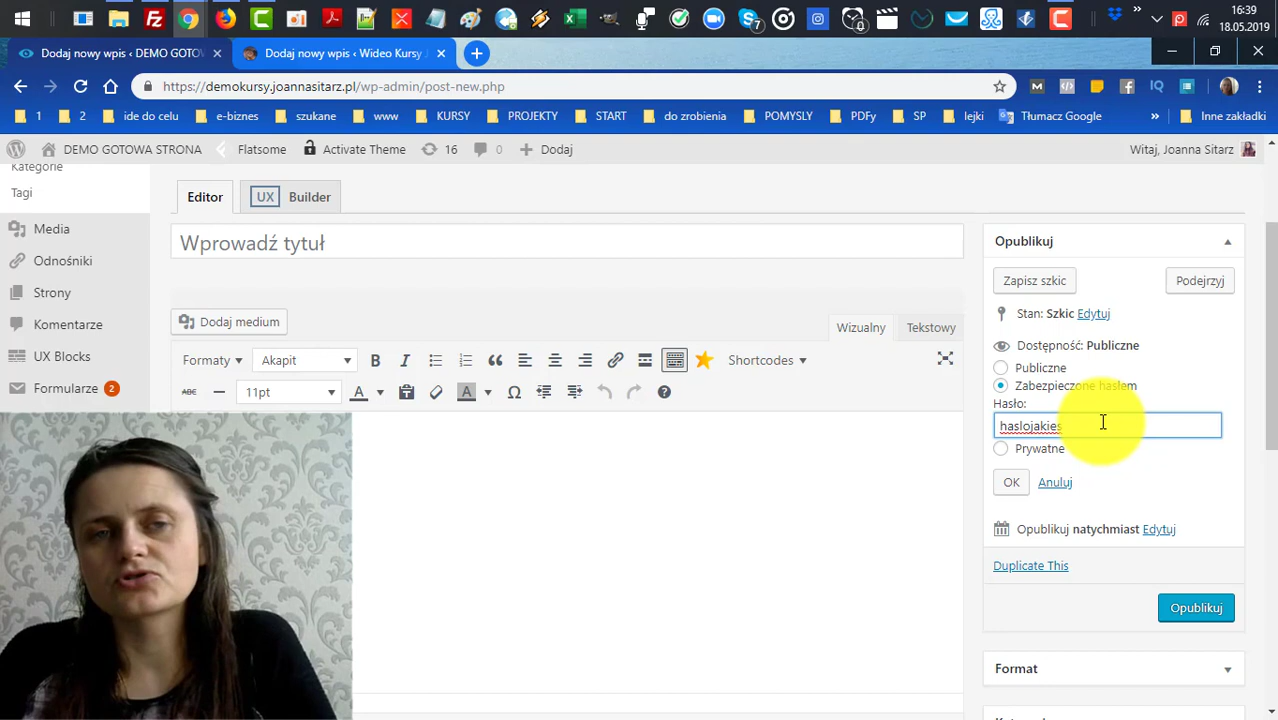 16:39
18.05.2019
Dodaj nowy wpis ‹ DEMO GOTOW
Dodaj nowy wpis ‹ Wideo Kursy
https://demokursy.joannasitarz.pl/wp-admin/post-new.php
1 2 ide do celu e-biznes szukane www KURSY PROJEKTY START do zrobienia POMYSLY PDFy SP lejki Tłumacz Google » Inne zakładki
DEMO GOTOWA STRONA Flatsome Activate Theme 16 0 Dodaj Witaj, Joanna Sitarz
Kategorie
Tagi
Media
Odnośniki
Strony
Komentarze
UX Blocks
Formularze 2
Editor UX Builder
Wprowadź tytuł
Dodaj medium
Wizualny Tekstowy
Formaty Akapit B I Shortcodes
ABC 11pt A A Ω
Opublikuj
Zapisz szkic Podejrzyj
Stan: Szkic Edytuj
Dostępność: Publiczne
Publiczne
Zabezpieczone hasłem
Hasło:
haslojakies
Prywatne
OK Anuluj
Opublikuj natychmiast Edytuj
Duplicate This
Opublikuj
Format